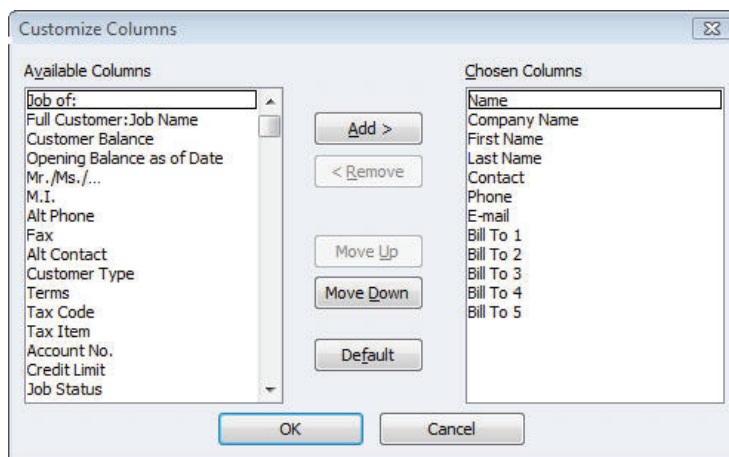 Customize Columns
Available Columns
Job of:
Full Customer:Job Name
Customer Balance
Opening Balance as of Date
Mr./Ms./...
M.I.
Alt Phone
Fax
Alt Contact
Customer Type
Terms
Tax Code
Tax Item
Account No.
Credit Limit
Job Status
Add >
< Remove
Move Up
Move Down
Default
Chosen Columns
Name
Company Name
First Name
Last Name
Contact
Phone
E-mail
Bill To 1
Bill To 2
Bill To 3
Bill To 4
Bill To 5
OK
Cancel